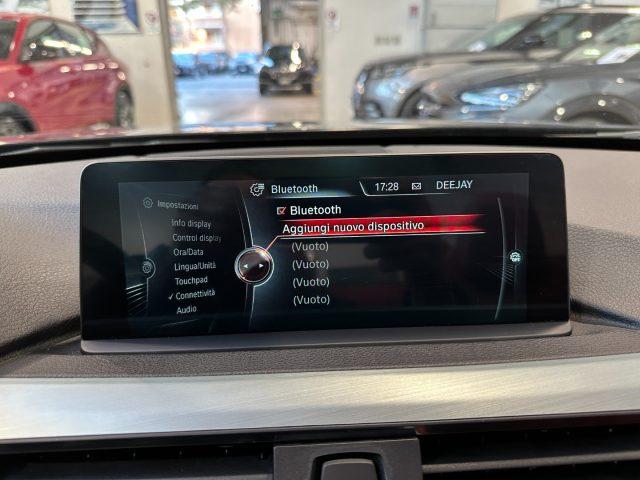 Bluetooth
17:28
DEEJAY
Impostazioni
Info display
Control display
Ora/Data
Lingua/Unità
Touchpad
Connettività
Audio
Bluetooth
Aggiungi nuovo dispositivo
(Vuoto)
(Vuoto)
(Vuoto)
(Vuoto)